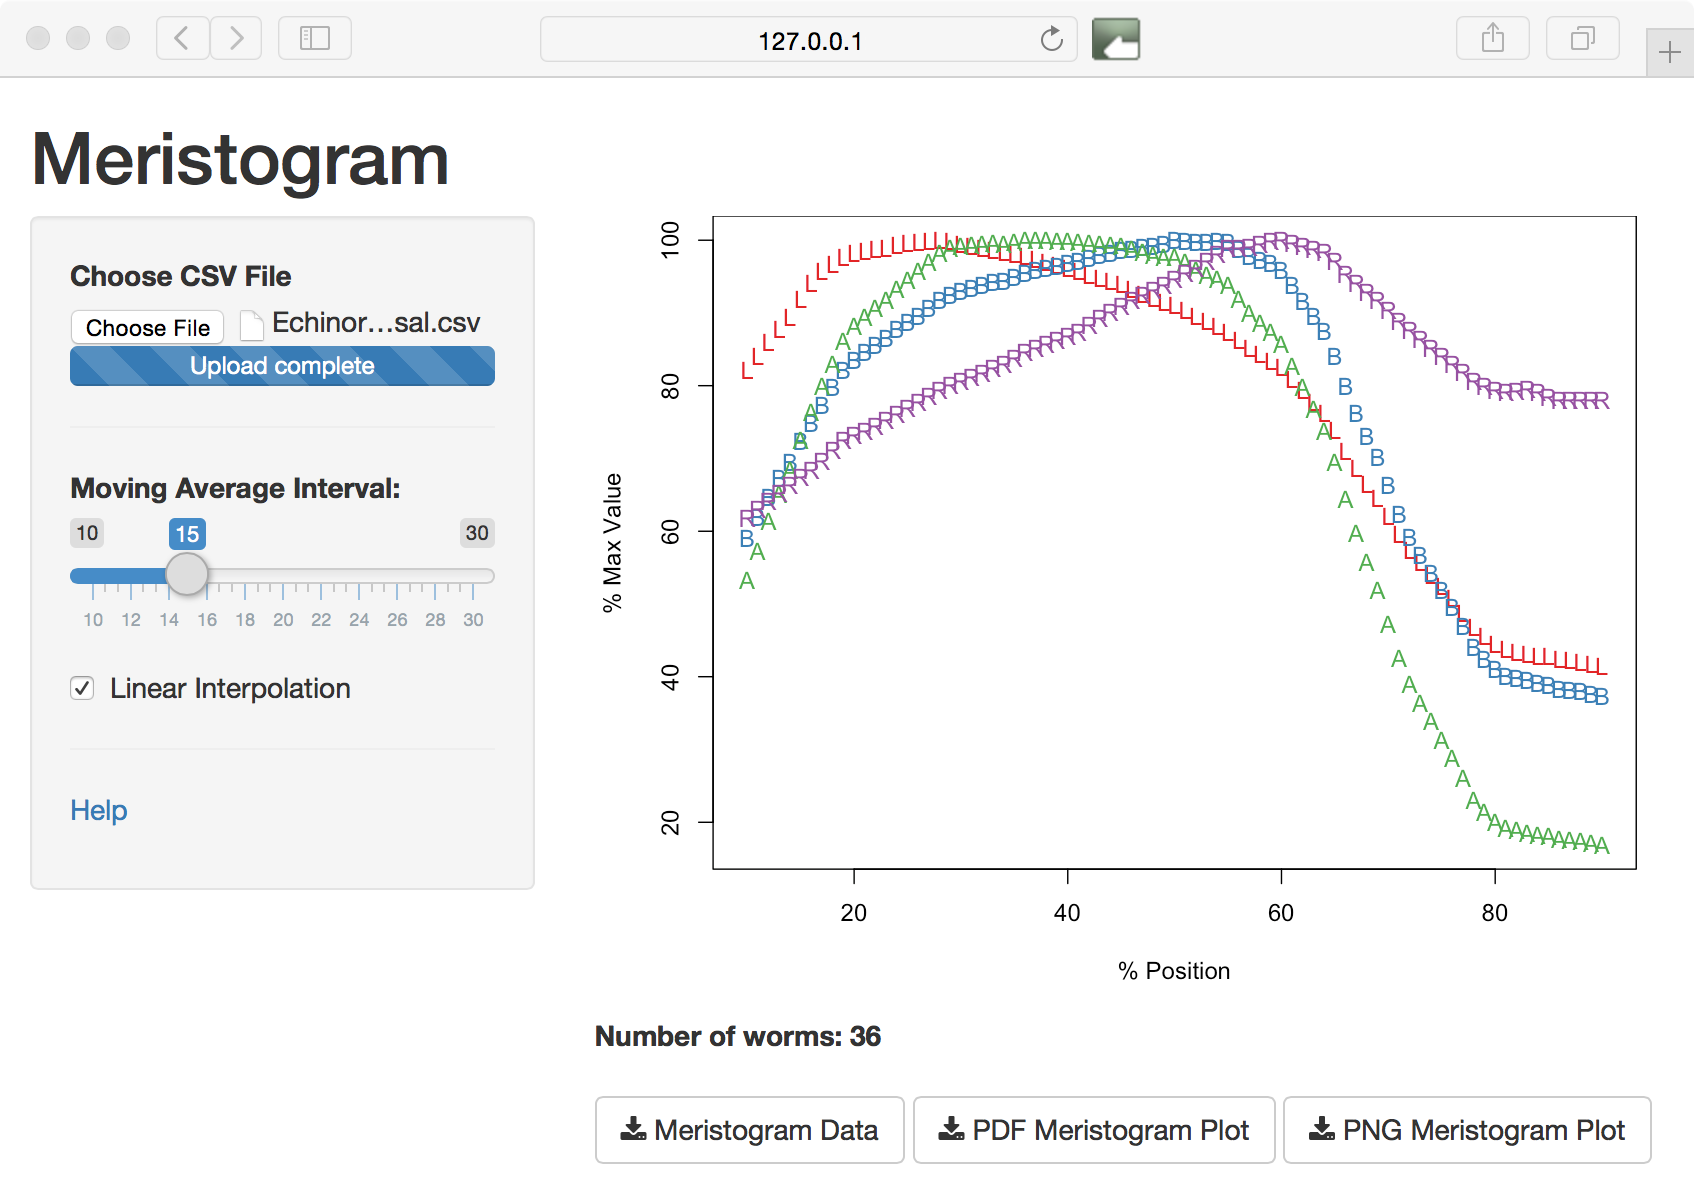 127.0.0.1
Meristogram
Choose CSV File
Choose File Echinor...sal.csv
Upload complete
Moving Average Interval:
10 15 30
10 12 14 16 18 20 22 24 26 28 30
Linear Interpolation
Help
% Max Value
100
80
60
40
20
20 40 60 80
% Position
Number of worms: 36
Meristogram Data PDF Meristogram Plot PNG Meristogram Plot